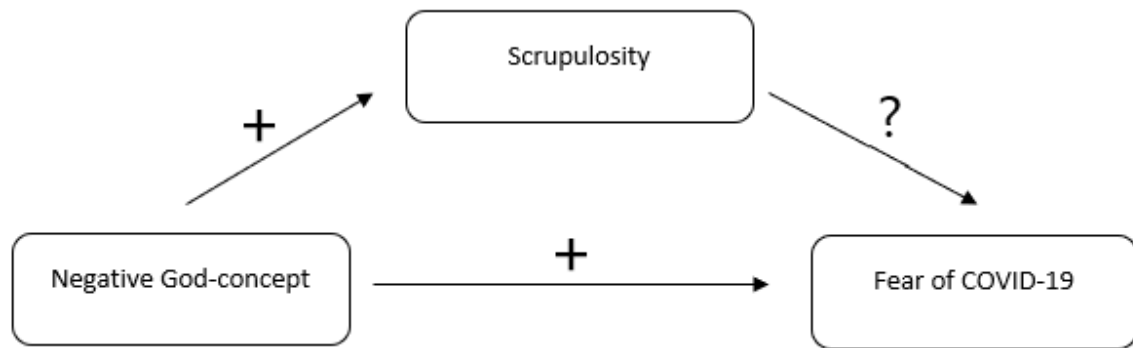 Scrupulosity
+
?
Negative God-concept
+
Fear of COVID-19